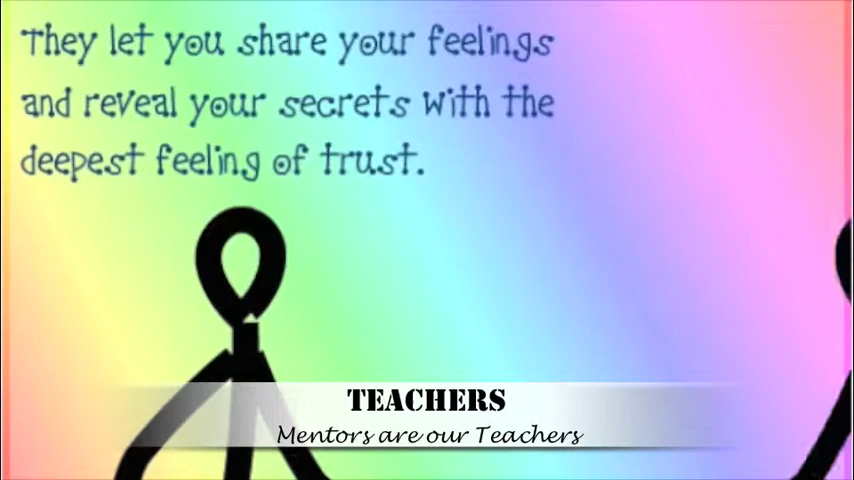 They let you share your feelings
and reveal your secrets with the
deepest feeling of trust.
TEACHERS
Mentors are our Teachers